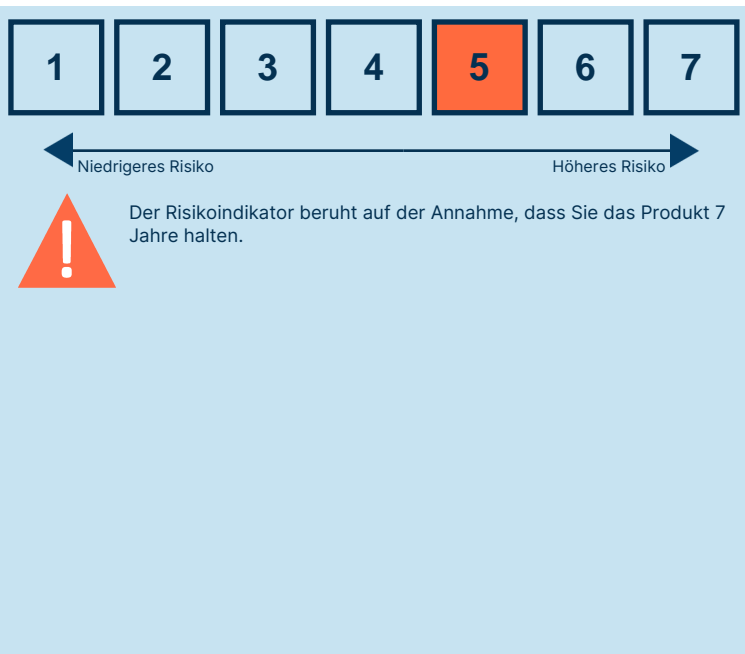 1 2 3 4 5 6 7
Niedrigeres Risiko Höheres Risiko
!
Der Risikoindikator beruht auf der Annahme, dass Sie das Produkt 7
Jahre halten.